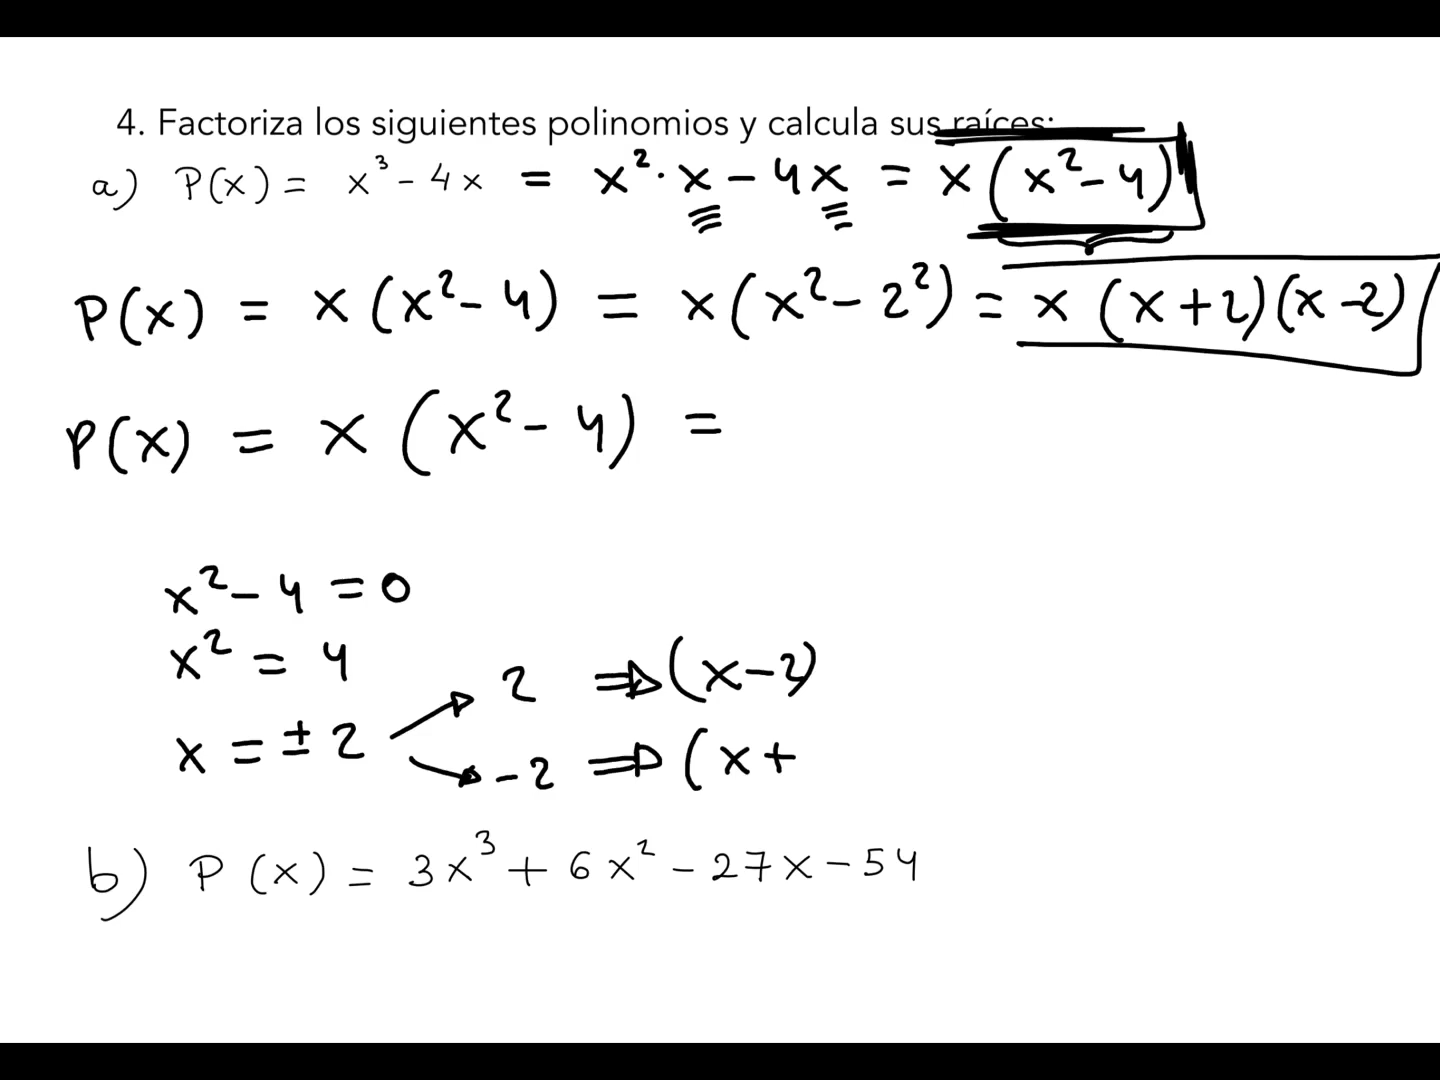 4. Factoriza los siguientes polinomios y calcula sus raíces:
a) P(x) = x³ - 4x = x² · x - 4x = x (x² - 4)
P(x) = x (x² - 4) = x (x² - 2²) = x (x + 2)(x - 2)
P(x) = x (x² - 4) =
x² - 4 = 0
x² = 4
2 ⇒ (x - 2)
x = ± 2
-2 ⇒ (x +
b) P(x) = 3x³ + 6x² - 27x - 54